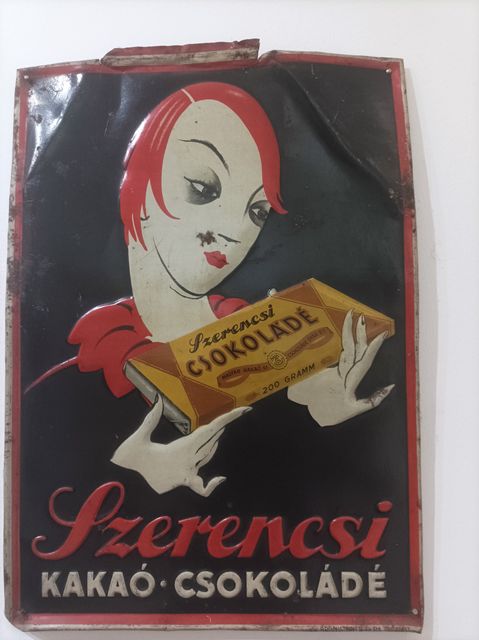 Szerencsi
CSOKOLÁDÉ
200 GRAMM
Szerencsi
KAKAÓ · CSOKOLÁDÉ